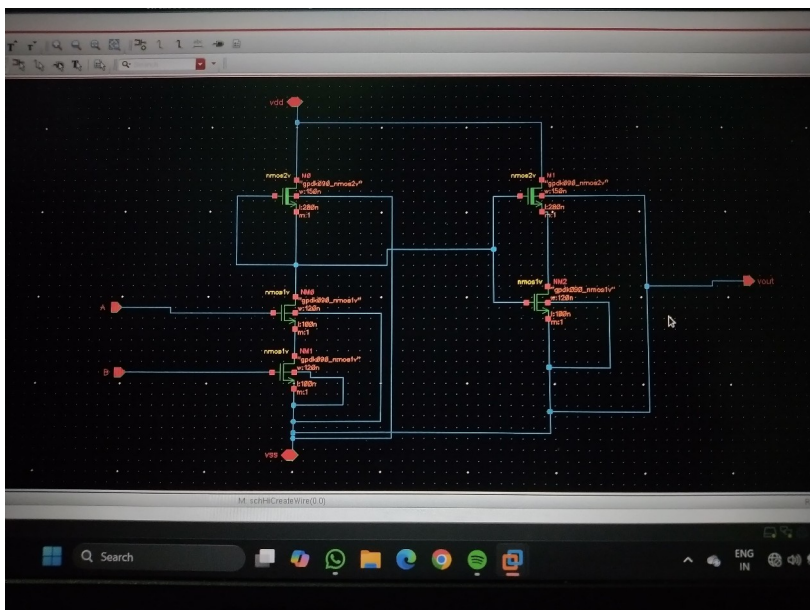 vdd
nmos2v
N0
"gpdk090_nmos2v"
w:150n
l:280n
m:1
nmos2v
N1
"gpdk090_nmos2v"
w:150n
l:280n
m:1
A
nmos1v
NM0
"gpdk090_nmos1v"
w:120n
l:100n
m:1
nmos1v
NM2
"gpdk090_nmos1v"
w:120n
l:100n
m:1
vout
B
nmos1v
NM1
"gpdk090_nmos1v"
w:120n
l:100n
m:1
vss
M: schHiCreateWire(0.0)
Search
ENG
IN